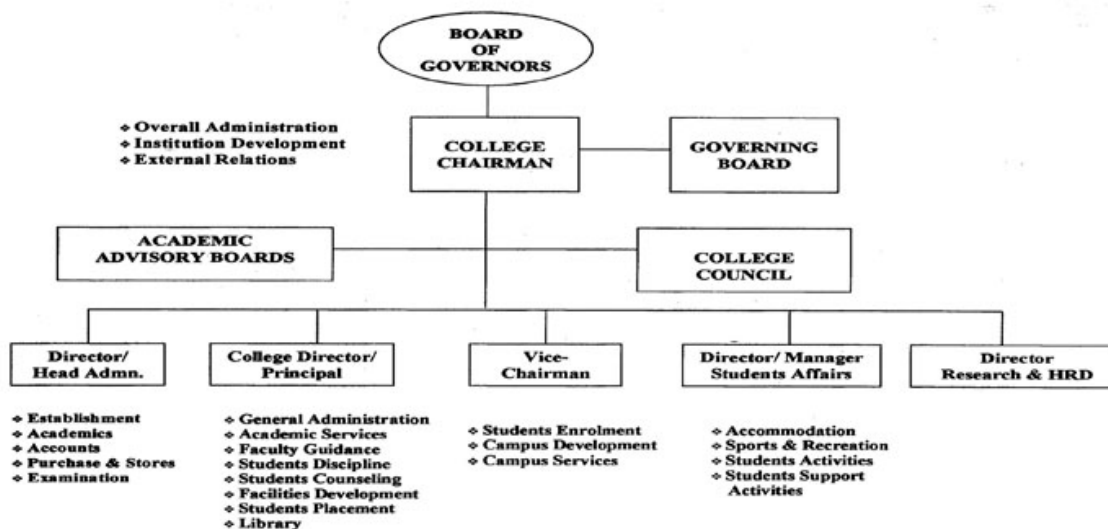 BOARD
OF
GOVERNORS
❖ Overall Administration
❖ Institution Development
❖ External Relations
COLLEGE
CHAIRMAN
GOVERNING
BOARD
ACADEMIC
ADVISORY BOARDS
COLLEGE
COUNCIL
Director/
Head Admn.
College Director/
Principal
Vice-
Chairman
Director/ Manager
Students Affairs
Director
Research & HRD
❖ Establishment
❖ Academics
❖ Accounts
❖ Purchase & Stores
❖ Examination
❖ General Administration
❖ Academic Services
❖ Faculty Guidance
❖ Students Discipline
❖ Students Counseling
❖ Facilities Development
❖ Students Placement
❖ Library
❖ Students Enrolment
❖ Campus Development
❖ Campus Services
❖ Accommodation
❖ Sports & Recreation
❖ Students Activities
❖ Students Support
Activities